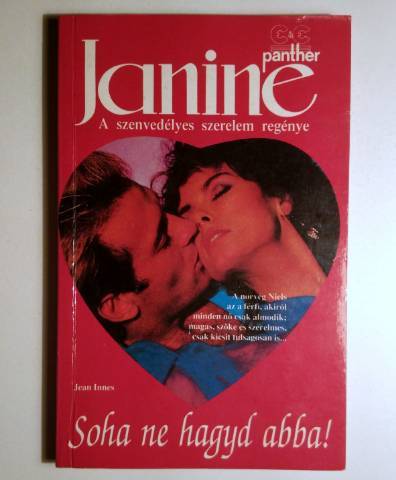 Janine
panther
A szenvedélyes szerelem regénye
A norvég Niels
az a férfi, akiről
minden nő csak álmodik:
magas, szőke és szerelmes,
csak kicsit túlságosan is...
Jean Innes
Soha ne hagyd abba!